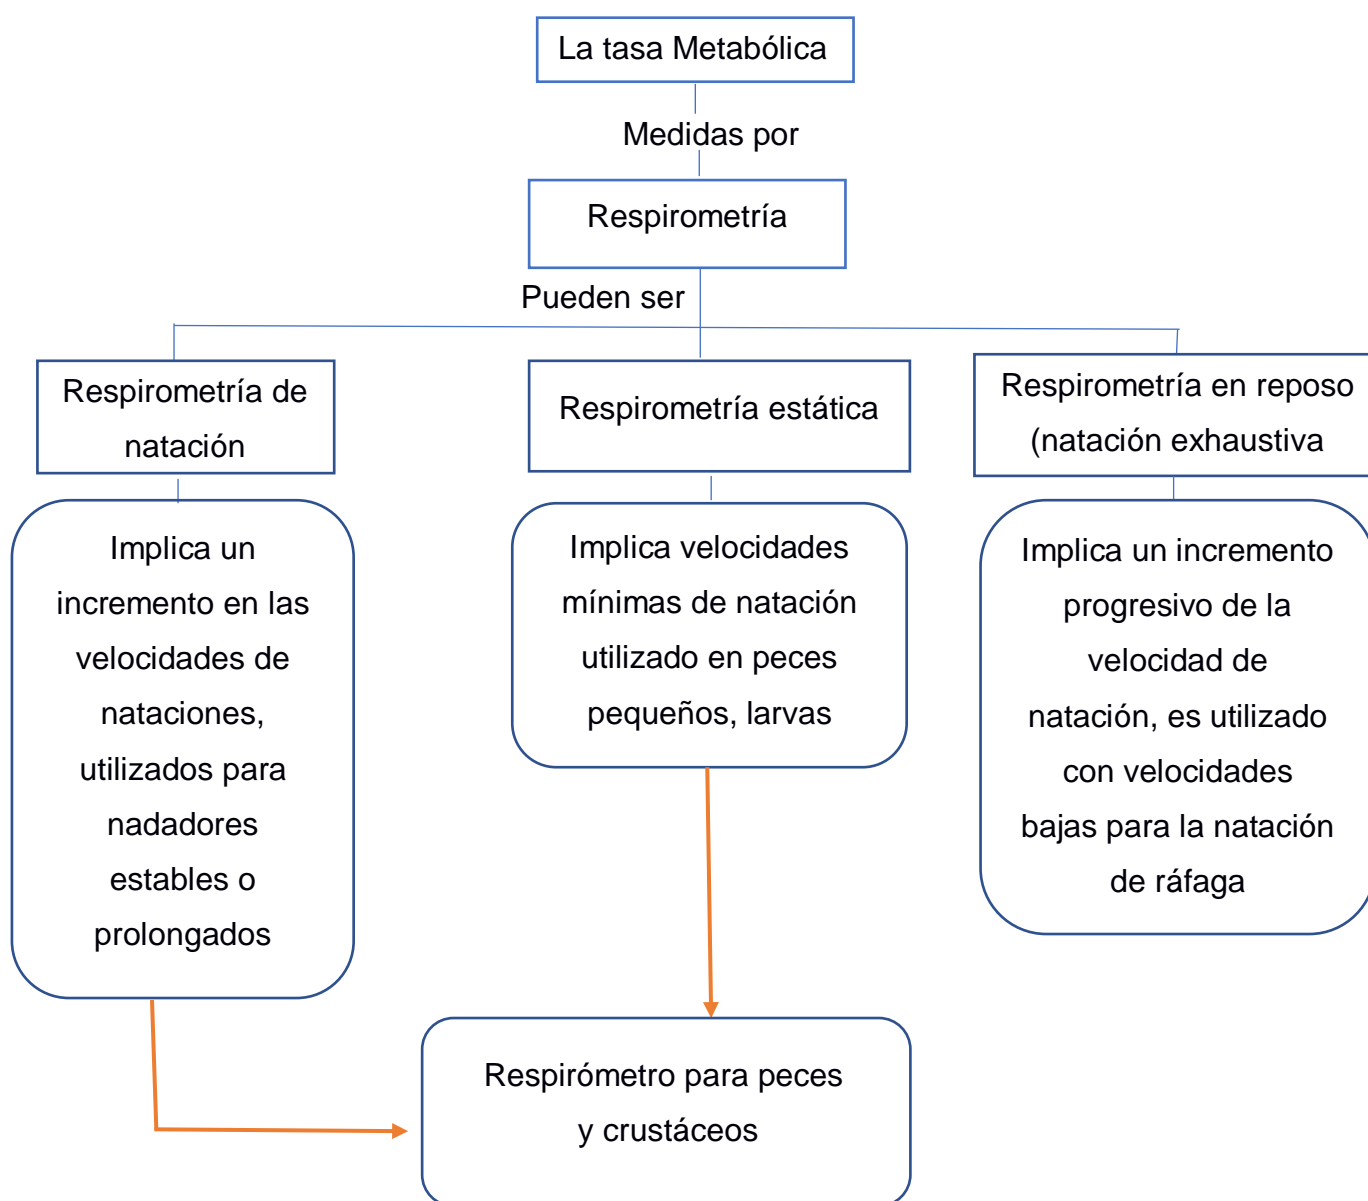 La tasa Metabólica
Medidas por
Respirometría
Pueden ser
Respirometría de
natación
Respirometría estática
Respirometría en reposo
(natación exhaustiva
Implica un
incremento en las
velocidades de
nataciones,
utilizados para
nadadores
estables o
prolongados
Implica velocidades
mínimas de natación
utilizado en peces
pequeños, larvas
Implica un incremento
progresivo de la
velocidad de
natación, es utilizado
con velocidades
bajas para la natación
de ráfaga
Respirómetro para peces
y crustáceos